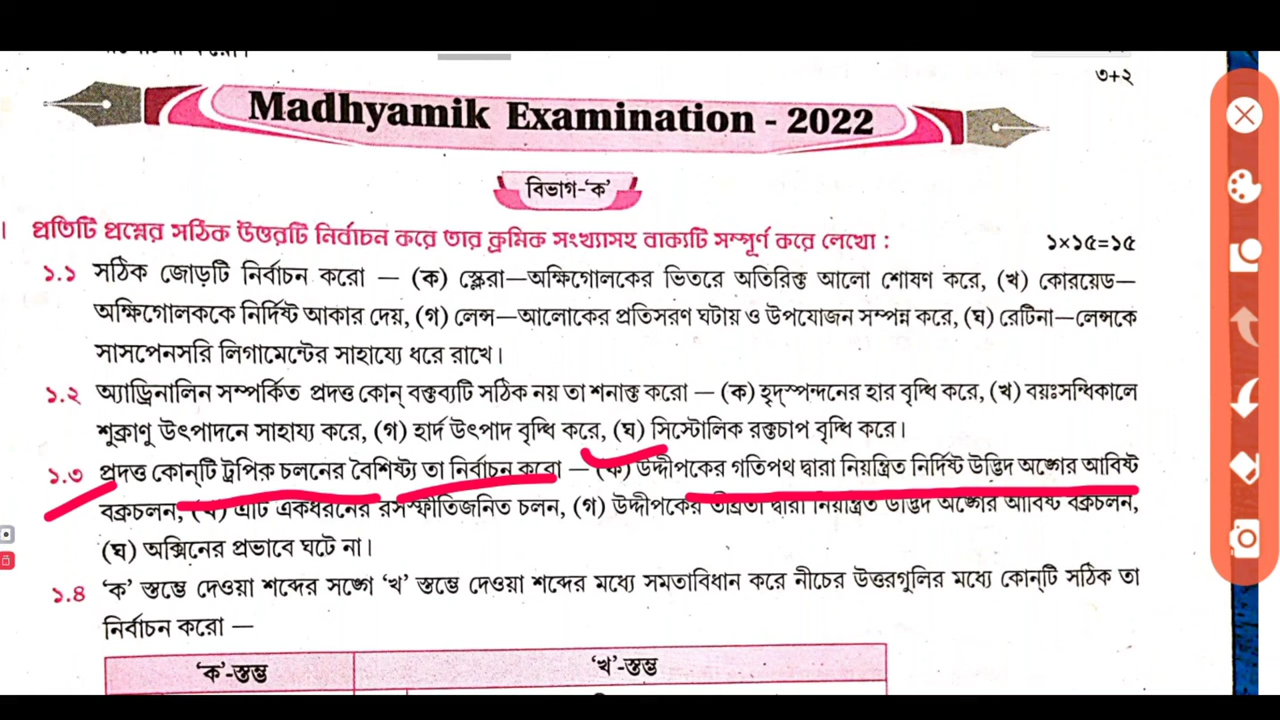 ৩+২
Madhyamik Examination - 2022
বিভাগ-‘ক’
। প্রতিটি প্রশ্নের সঠিক উত্তরটি নির্বাচন করে তার ক্রমিক সংখ্যাসহ বাক্যটি সম্পূর্ণ করে লেখো : ১×১৫=১৫
১.১ সঠিক জোড়টি নির্বাচন করো — (ক) স্ক্লেরা—অক্ষিগোলকের ভিতরে অতিরিক্ত আলো শোষণ করে, (খ) কোরয়েড—
অক্ষিগোলককে নির্দিষ্ট আকার দেয়, (গ) লেন্স—আলোকের প্রতিসরণ ঘটায় ও উপযোজন সম্পন্ন করে, (ঘ) রেটিনা—লেন্সকে
সাসপেনসরি লিগামেন্টের সাহায্যে ধরে রাখে।
১.২ অ্যাড্রিনালিন সম্পর্কিত প্রদত্ত কোন্ বক্তব্যটি সঠিক নয় তা শনাক্ত করো — (ক) হৃদ্‌স্পন্দনের হার বৃদ্ধি করে, (খ) বয়ঃসন্ধিকালে
শুক্রাণু উৎপাদনে সাহায্য করে, (গ) হার্দ উৎপাদ বৃদ্ধি করে, (ঘ) সিস্টোলিক রক্তচাপ বৃদ্ধি করে।
১.৩ প্রদত্ত কোন্‌টি ট্রপিক চলনের বৈশিষ্ট্য তা নির্বাচন করো — (ক) উদ্দীপকের গতিপথ দ্বারা নিয়ন্ত্রিত নির্দিষ্ট উদ্ভিদ অঙ্গের আবিষ্ট
বক্রচলন, (খ) এটি একধরনের রসস্ফীতিজনিত চলন, (গ) উদ্দীপকের তীব্রতা দ্বারা নিয়ন্ত্রিত উদ্ভিদ অঙ্গের আবিষ্ট বক্রচলন,
(ঘ) অক্সিনের প্রভাবে ঘটে না।
১.৪ ‘ক’ স্তম্ভে দেওয়া শব্দের সঙ্গে ‘খ’ স্তম্ভে দেওয়া শব্দের মধ্যে সমতাবিধান করে নীচের উত্তরগুলির মধ্যে কোন্‌টি সঠিক তা
নির্বাচন করো —
‘ক’-স্তম্ভ ‘খ’-স্তম্ভ